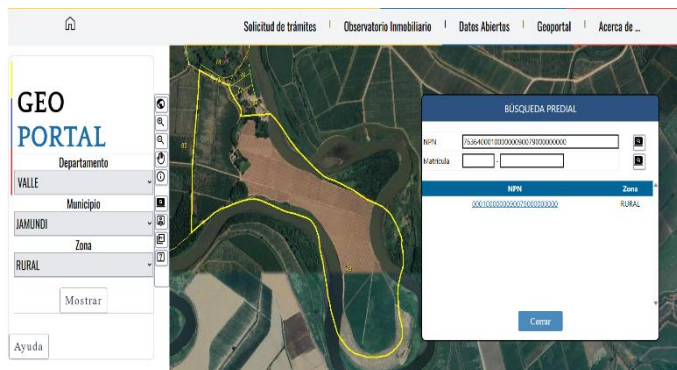 Solicitud de trámites
Observatorio Inmobiliario
Datos Abiertos
Geoportal
Acerca de ...
GEO
PORTAL
Departamento
VALLE
Municipio
JAMUNDI
Zona
RURAL
Mostrar
Ayuda
BÚSQUEDA PREDIAL
NPN
Matrícula
-
NPN Zona
RURAL
Cerrar